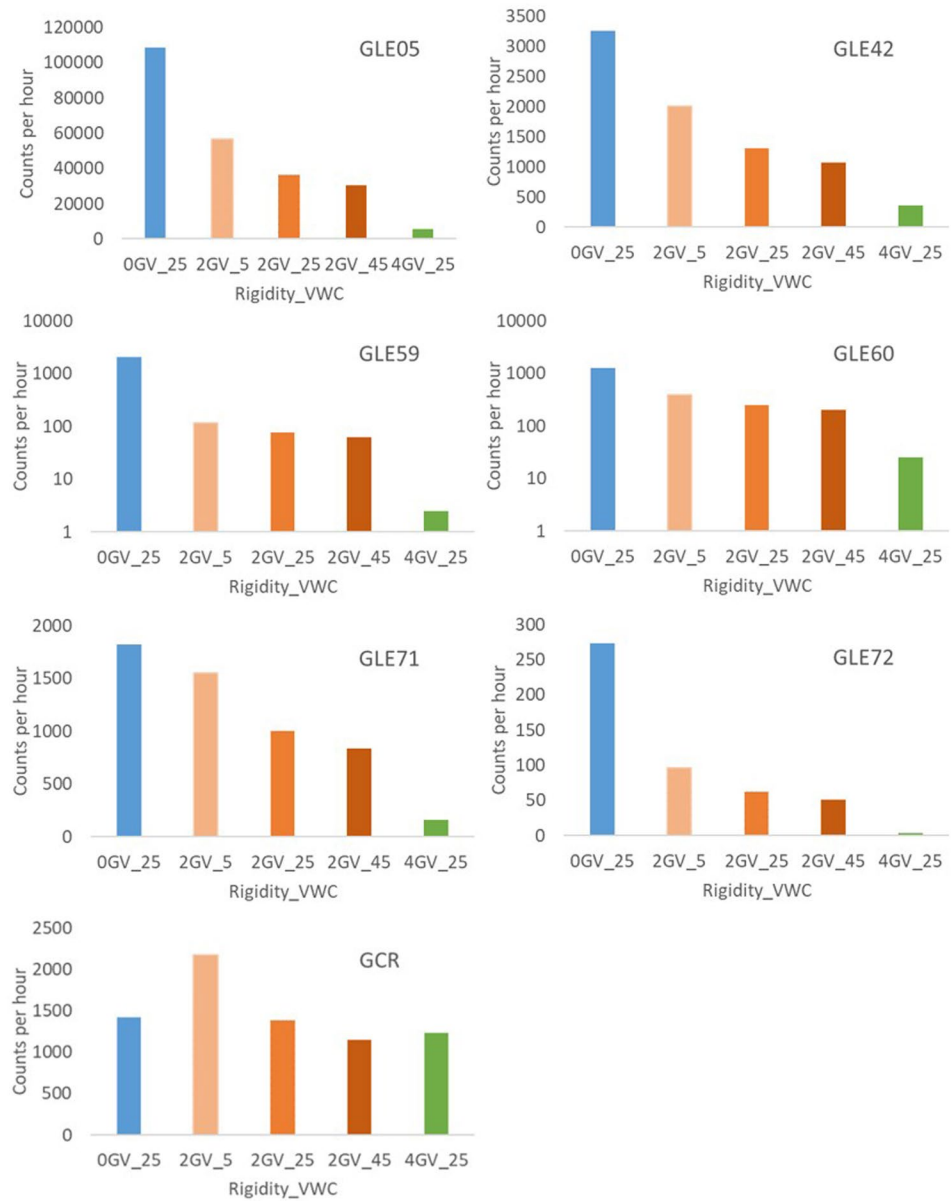 GLE05
Counts per hour
120000
100000
80000
60000
40000
20000
0
0GV_25 2GV_5 2GV_25 2GV_45 4GV_25
Rigidity_VWC
GLE42
Counts per hour
3500
3000
2500
2000
1500
1000
500
0
0GV_25 2GV_5 2GV_25 2GV_45 4GV_25
Rigidity_VWC
GLE59
Counts per hour
10000
1000
100
10
1
0GV_25 2GV_5 2GV_25 2GV_45 4GV_25
Rigidity_VWC
GLE60
Counts per hour
10000
1000
100
10
1
0GV_25 2GV_5 2GV_25 2GV_45 4GV_25
Rigidity_VWC
GLE71
Counts per hour
2000
1500
1000
500
0
0GV_25 2GV_5 2GV_25 2GV_45 4GV_25
Rigidity_VWC
GLE72
Counts per hour
300
250
200
150
100
50
0
0GV_25 2GV_5 2GV_25 2GV_45 4GV_25
Rigidity_VWC
GCR
Counts per hour
2500
2000
1500
1000
500
0
0GV_25 2GV_5 2GV_25 2GV_45 4GV_25
Rigidity_VWC